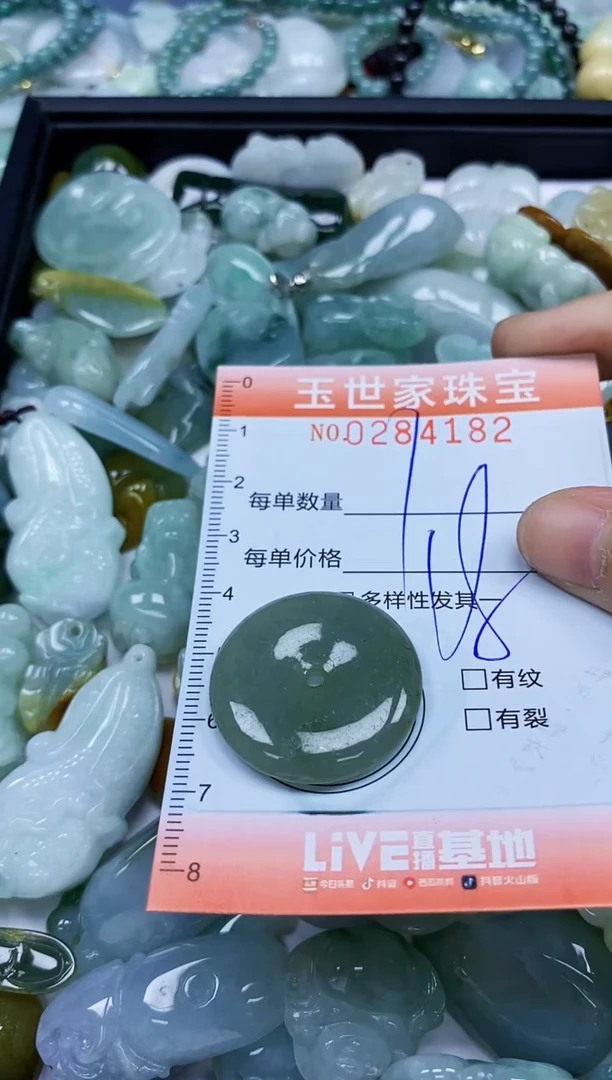 0
玉世家珠宝
1
NO.0284182
2
每单数量
3
每单价格
4
多样性发其一
18
□有纹
6
□有裂
7
LiVE直播基地
8
今日头条 抖音 西瓜视频 抖音火山版